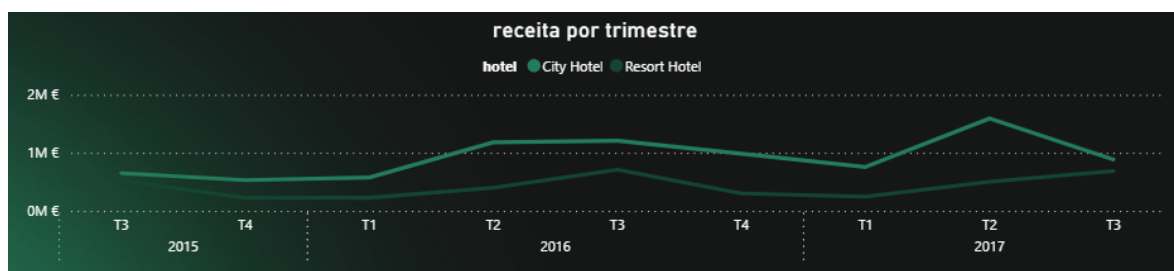 receita por trimestre
hotel City Hotel Resort Hotel
2M €
1M €
0M €
T3 T4 T1 T2 T3 T4 T1 T2 T3
2015 2016 2017